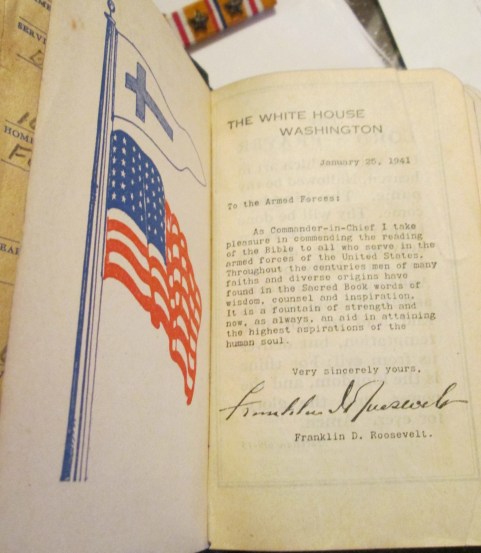 HOME
SERVI
HOME
THE WHITE HOUSE
WASHINGTON
January 25, 1941
To the Armed Forces:
As Commander-in-Chief I take
pleasure in commending the reading
of the Bible to all who serve in the
armed forces of the United States.
Throughout the centuries men of many
faiths and diverse origins have
found in the Sacred Book words of
wisdom, counsel and inspiration.
It is a fountain of strength and
now, as always, an aid in attaining
the highest aspirations of the
human soul.
Very sincerely yours,
Franklin D Roosevelt
Franklin D. Roosevelt.